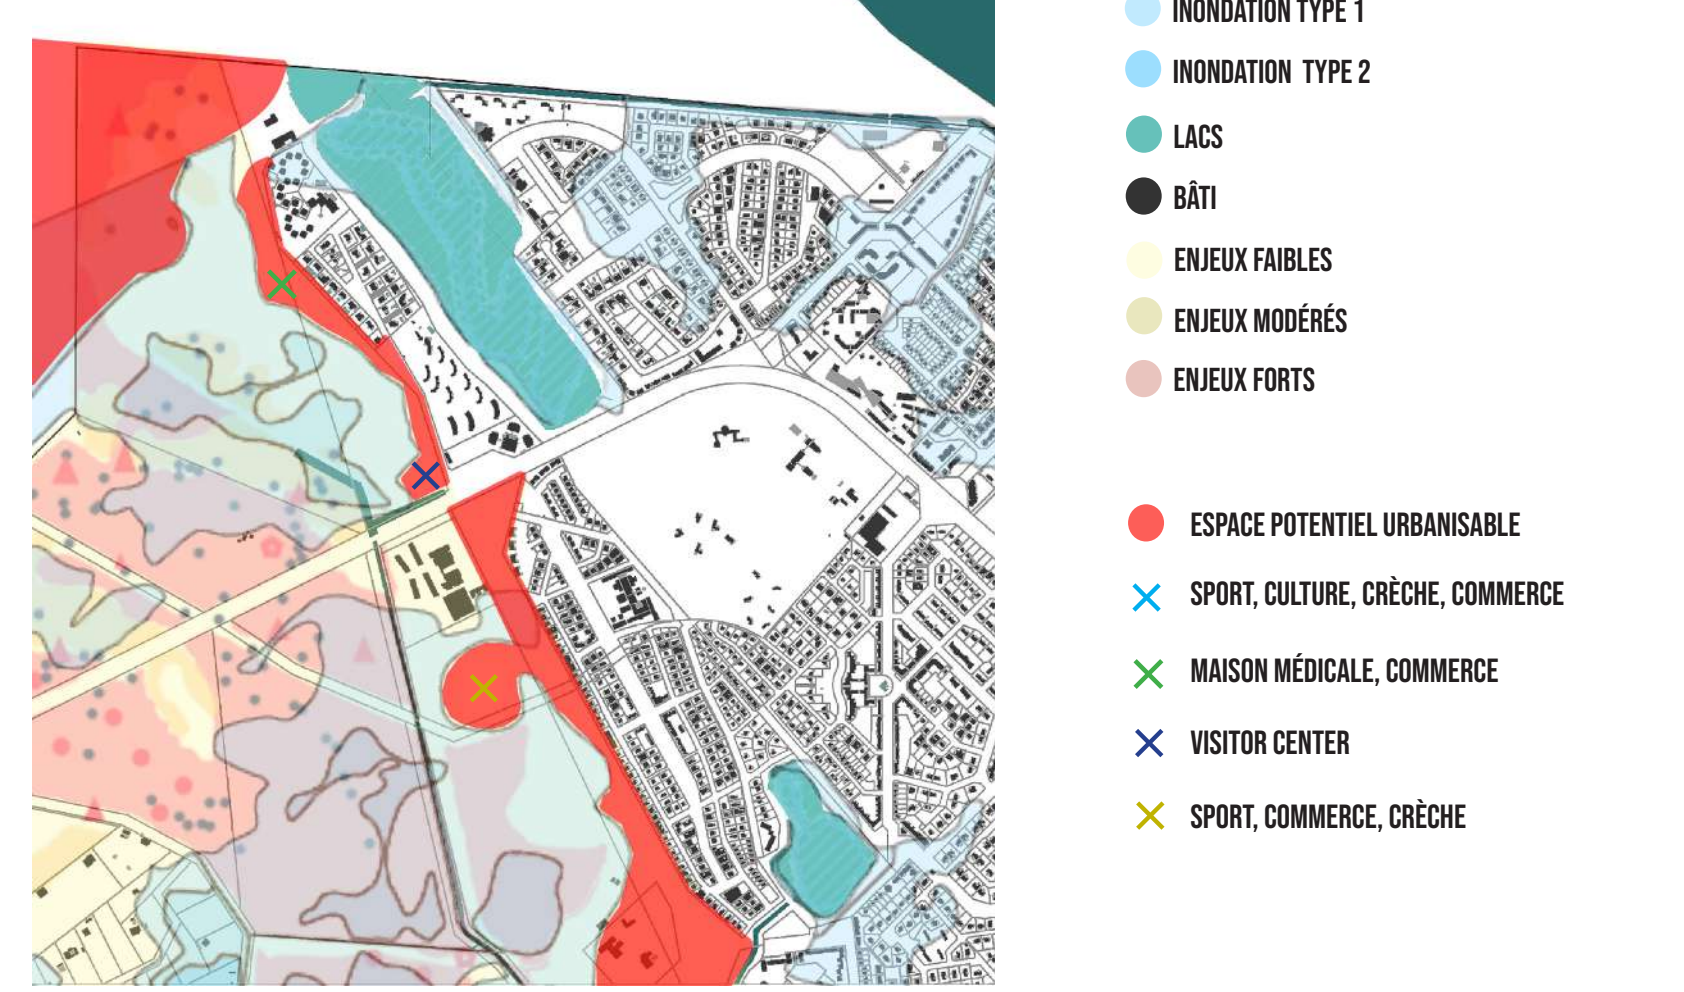 INONDATION TYPE 1
INONDATION TYPE 2
LACS
BÂTI
ENJEUX FAIBLES
ENJEUX MODÉRÉS
ENJEUX FORTS
ESPACE POTENTIEL URBANISABLE
SPORT, CULTURE, CRÈCHE, COMMERCE
MAISON MÉDICALE, COMMERCE
VISITOR CENTER
SPORT, COMMERCE, CRÈCHE